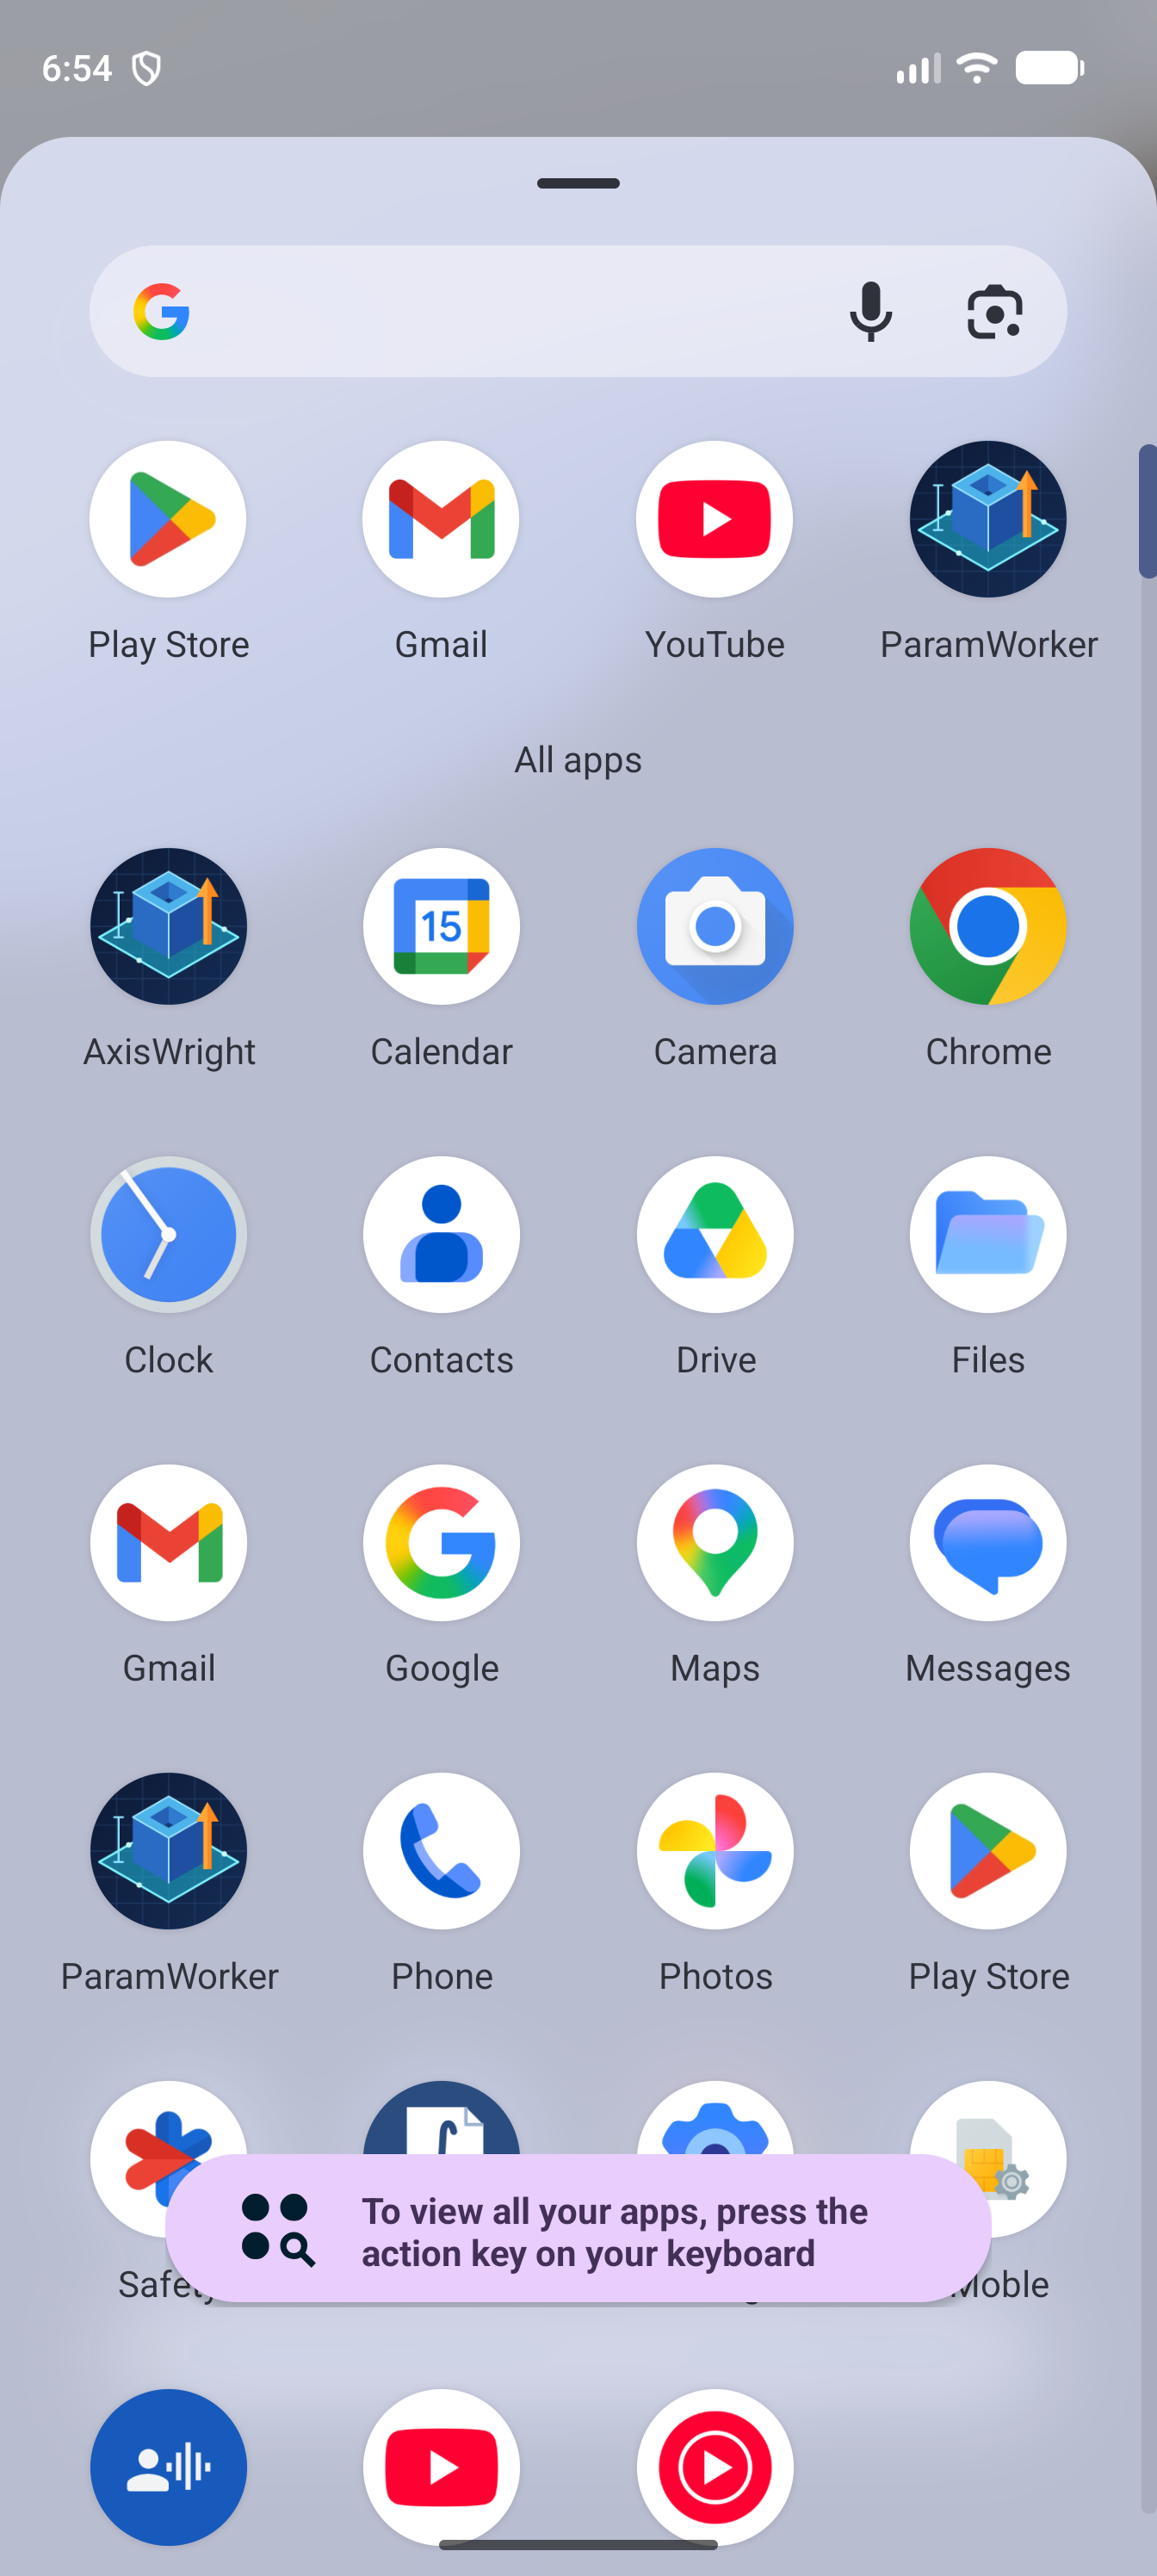 6:54
Play Store
Gmail
YouTube
ParamWorker
All apps
AxisWright
Calendar
Camera
Chrome
15
Clock
Contacts
Drive
Files
Gmail
Google
Maps
Messages
ParamWorker
Phone
Photos
Play Store
To view all your apps, press the
action key on your keyboard